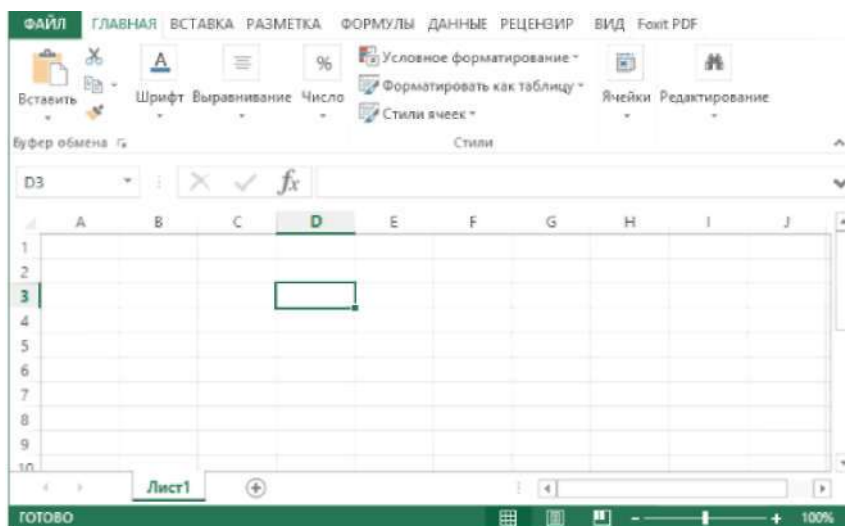 ФАЙЛ ГЛАВНАЯ ВСТАВКА РАЗМЕТКА ФОРМУЛЫ ДАННЫЕ РЕЦЕНЗИР ВИД Foxit PDF
Условное форматирование
Форматировать как таблицу
Вставить Шрифт Выравнивание Число Ячейки Редактирование
Стили ячеек
Буфер обмена Стили
D3 fx
A B C D E F G H I J
1
2
3
4
5
6
7
8
9
10
Лист1
ГОТОВО 100%